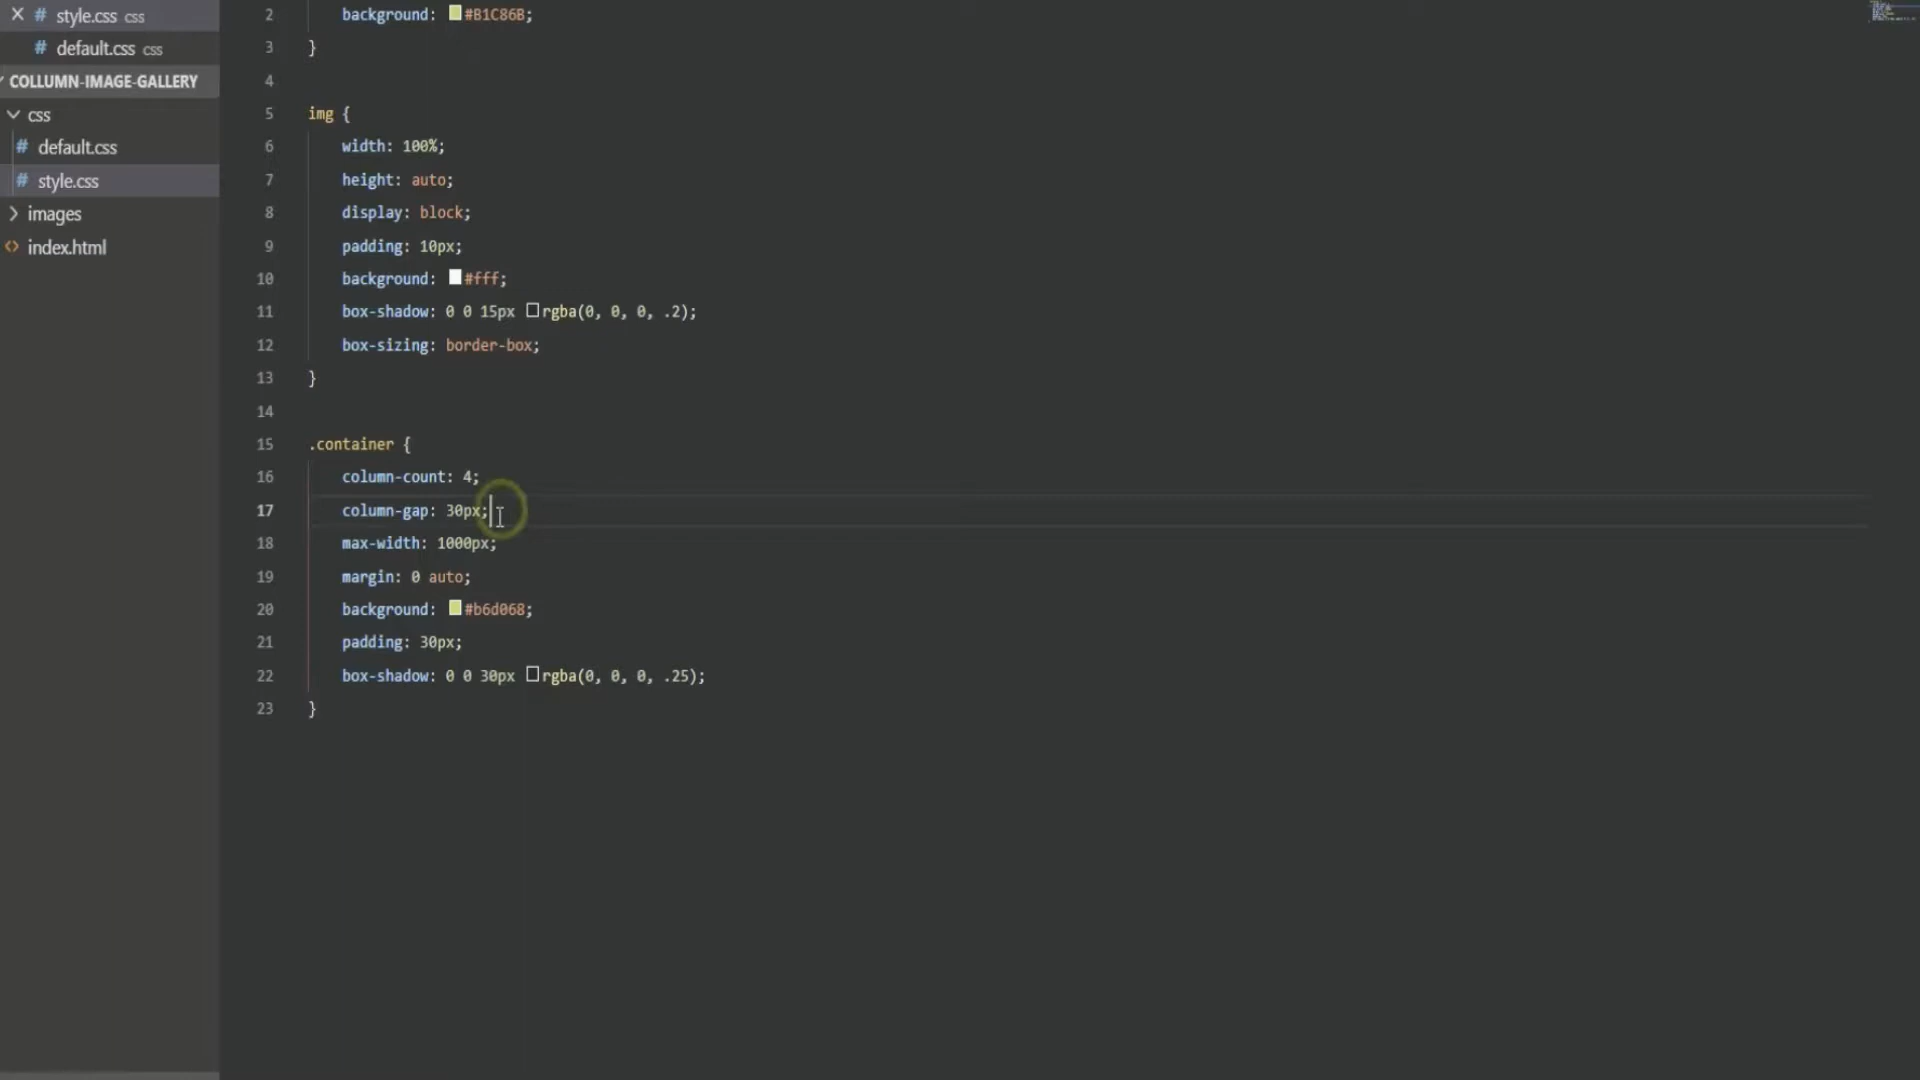 style.css css
default.css css
COLLUMN-IMAGE-GALLERY
css
default.css
style.css
images
index.html
2 background: #B1C86B;
3 }
4
5 img {
6 width: 100%;
7 height: auto;
8 display: block;
9 padding: 10px;
10 background: #fff;
11 box-shadow: 0 0 15px rgba(0, 0, 0, .2);
12 box-sizing: border-box;
13 }
14
15 .container {
16 column-count: 4;
17 column-gap: 30px;
18 max-width: 1000px;
19 margin: 0 auto;
20 background: #b6d068;
21 padding: 30px;
22 box-shadow: 0 0 30px rgba(0, 0, 0, .25);
23 }